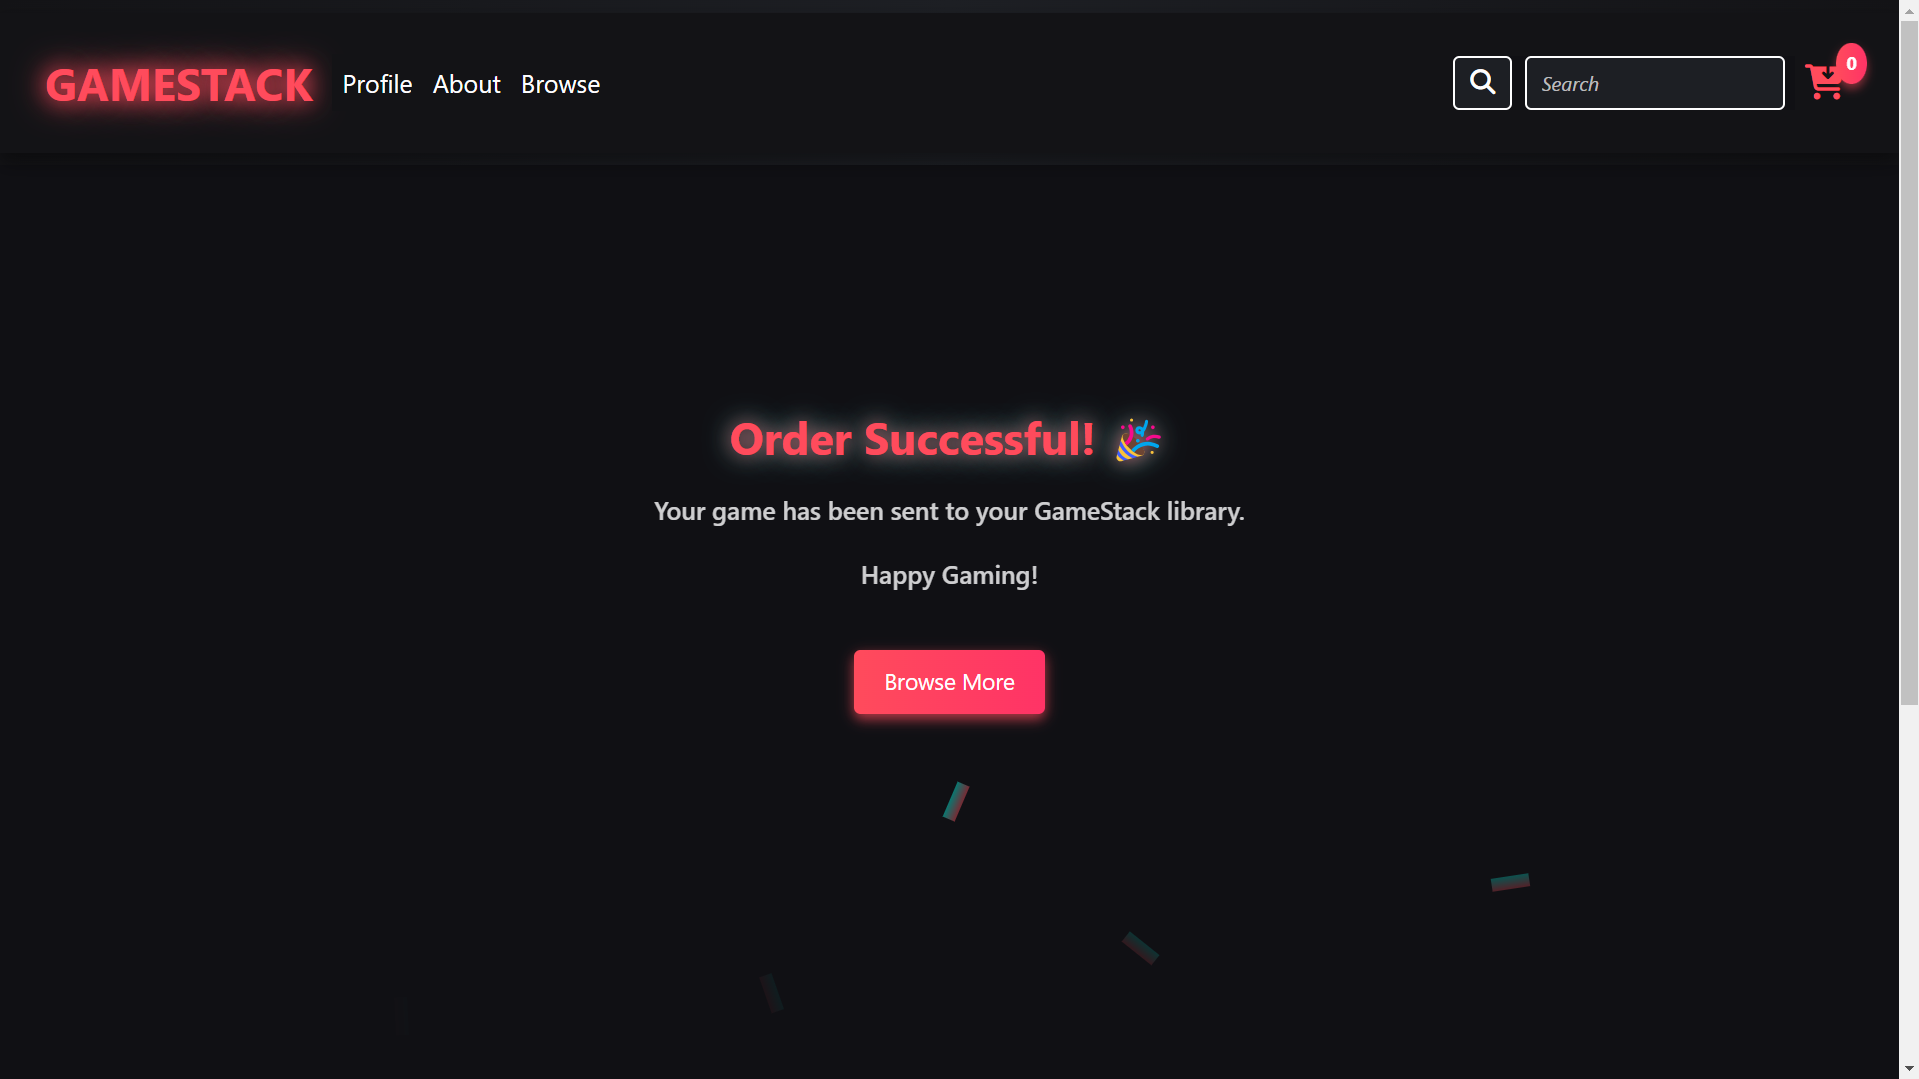 GAMESTACK Profile About Browse Search 0
Order Successful! 🎉
Your game has been sent to your GameStack library.
Happy Gaming!
Browse More